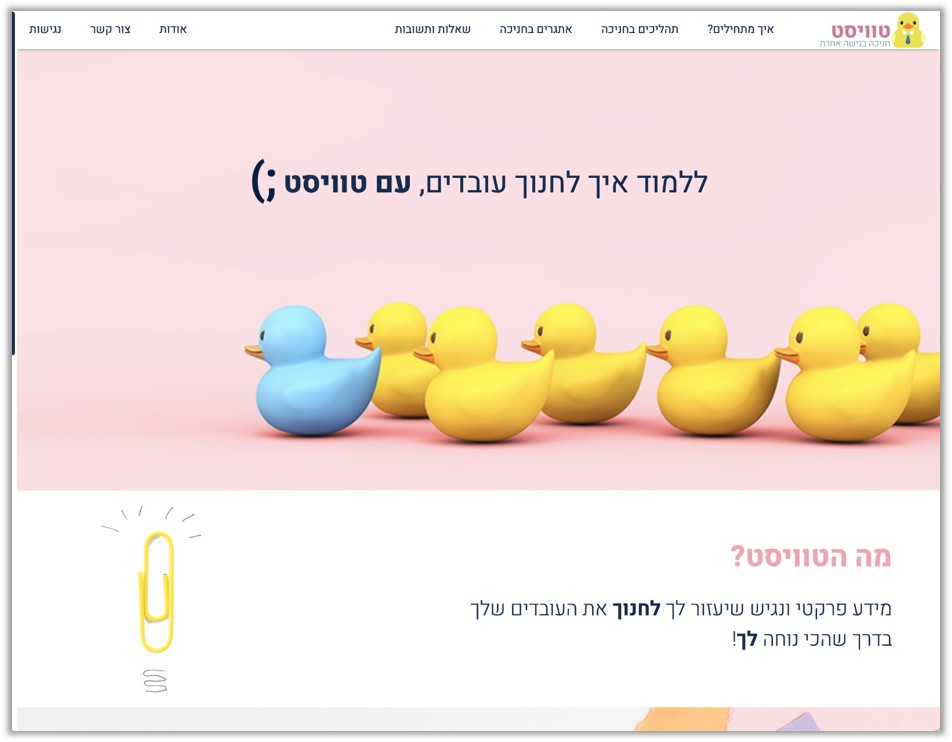 טוויסט
חניכה בגישה אחרת
איך מתחילים?
תהליכים בחניכה
אתגרים בחניכה
שאלות ותשובות
אודות
צור קשר
נגישות
ללמוד איך לחנוך עובדים, עם טוויסט ;)
מה הטוויסט?
מידע פרקטי ונגיש שיעזור לך לחנוך את העובדים שלך
בדרך שהכי נוחה לך!